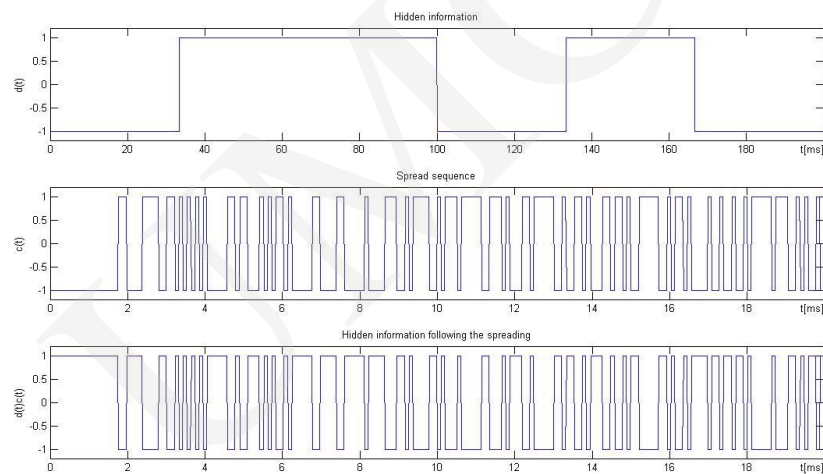 Hidden information
1
0.5
0
-0.5
-1
d(t)
0 20 40 60 80 100 120 140 160 180 t[ms]
Spread sequence
1
0.5
0
-0.5
-1
c(t)
0 2 4 6 8 10 12 14 16 18 t[ms]
Hidden information following the spreading
1
0.5
0
-0.5
-1
d(t)c(t)
0 2 4 6 8 10 12 14 16 18 t[ms]
UMC